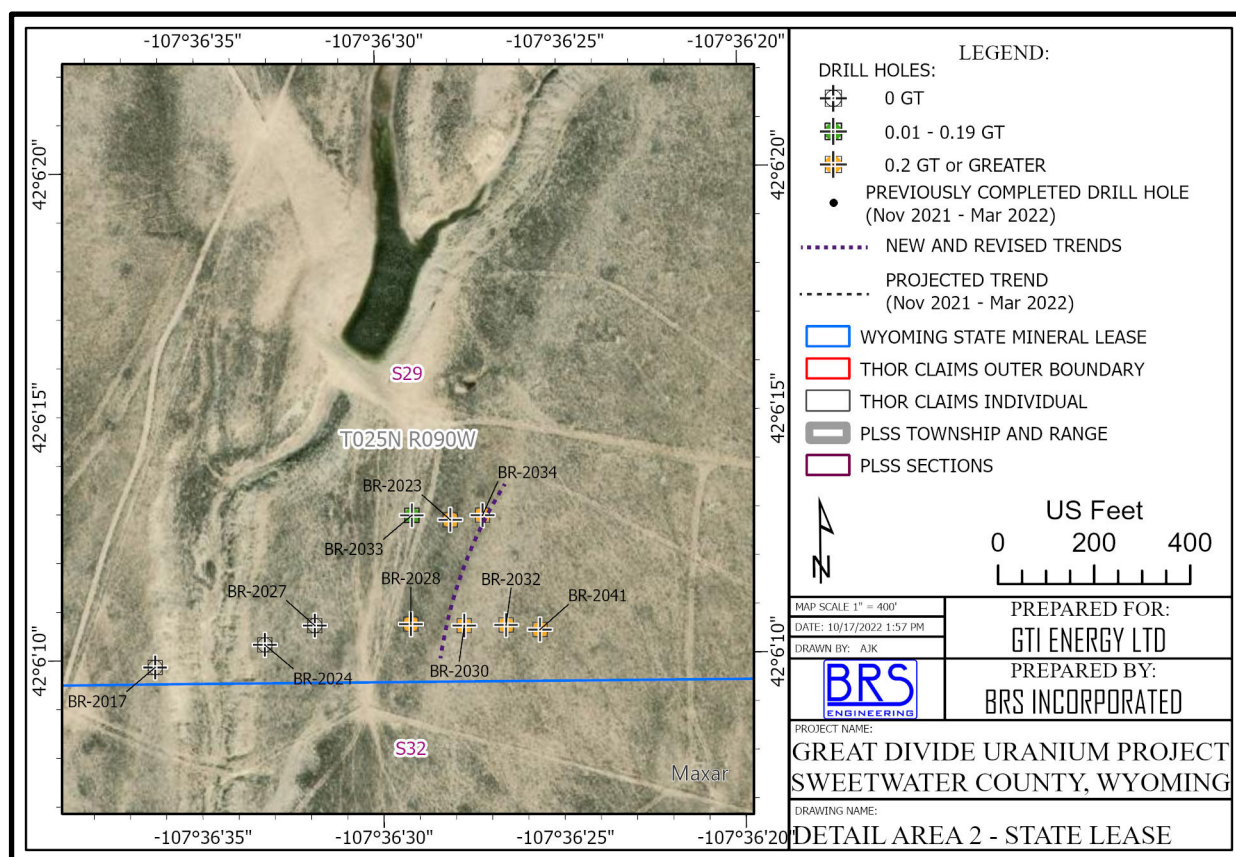 -107°36'35" -107°36'30" -107°36'25" -107°36'20"
42°6'20" 42°6'20"
S29
42°6'15" 42°6'15"
T025N R090W
BR-2034
BR-2023
BR-2033
BR-2028 BR-2032
BR-2027 BR-2041
42°6'10" 42°6'10"
BR-2024 BR-2030
BR-2017
S32
Maxar
-107°36'35" -107°36'30" -107°36'25" -107°36'20"
LEGEND:
DRILL HOLES:
0 GT
0.01 - 0.19 GT
0.2 GT or GREATER
PREVIOUSLY COMPLETED DRILL HOLE
(Nov 2021 - Mar 2022)
NEW AND REVISED TRENDS
PROJECTED TREND
(Nov 2021 - Mar 2022)
WYOMING STATE MINERAL LEASE
THOR CLAIMS OUTER BOUNDARY
THOR CLAIMS INDIVIDUAL
PLSS TOWNSHIP AND RANGE
PLSS SECTIONS
N
US Feet
0 200 400
MAP SCALE 1" = 400'
DATE: 10/17/2022 1:57 PM
DRAWN BY: AJK
PREPARED FOR:
GTI ENERGY LTD
BRS
ENGINEERING
PREPARED BY:
BRS INCORPORATED
PROJECT NAME:
GREAT DIVIDE URANIUM PROJECT
SWEETWATER COUNTY, WYOMING
DRAWING NAME:
DETAIL AREA 2 - STATE LEASE